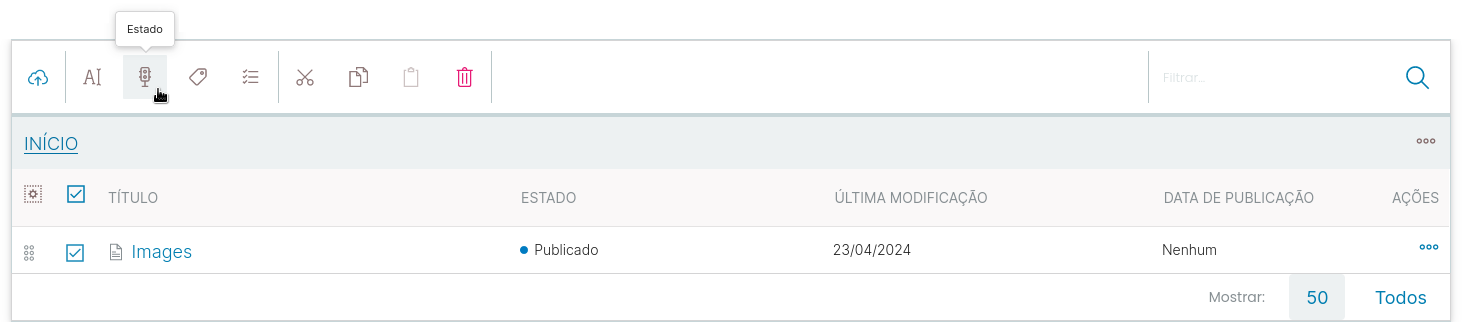 Estado
Filtrar...
INÍCIO
TÍTULO ESTADO ÚLTIMA MODIFICAÇÃO DATA DE PUBLICAÇÃO AÇÕES
Images Publicado 23/04/2024 Nenhum
Mostrar: 50 Todos